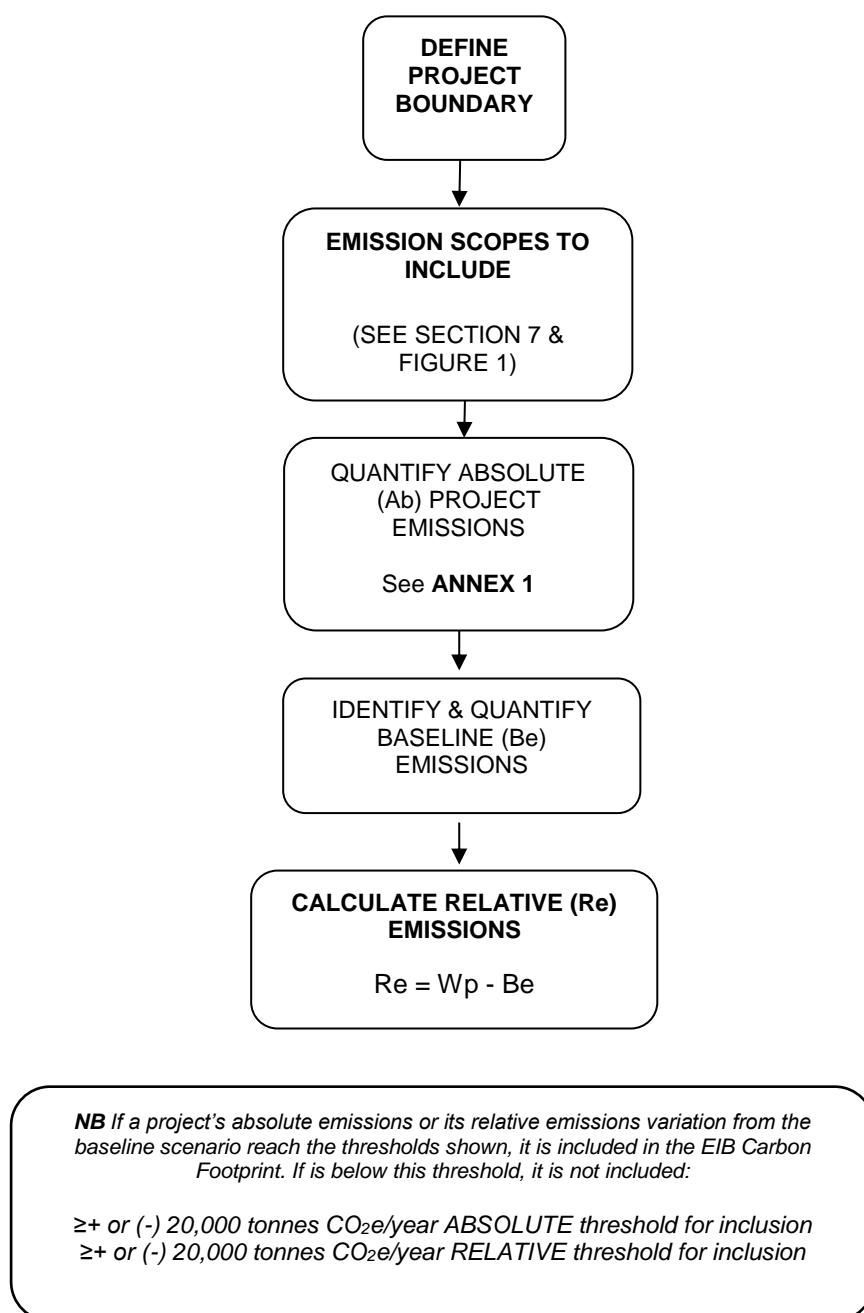 DEFINE
PROJECT
BOUNDARY
EMISSION SCOPES TO
INCLUDE
(SEE SECTION 7 &
FIGURE 1)
QUANTIFY ABSOLUTE
(Ab) PROJECT
EMISSIONS
See ANNEX 1
IDENTIFY & QUANTIFY
BASELINE (Be)
EMISSIONS
CALCULATE RELATIVE (Re)
EMISSIONS
Re = Wp - Be
NB If a project's absolute emissions or its relative emissions variation from the
baseline scenario reach the thresholds shown, it is included in the EIB Carbon
Footprint. If is below this threshold, it is not included:
≥+ or (-) 20,000 tonnes CO2e/year ABSOLUTE threshold for inclusion
≥+ or (-) 20,000 tonnes CO2e/year RELATIVE threshold for inclusion